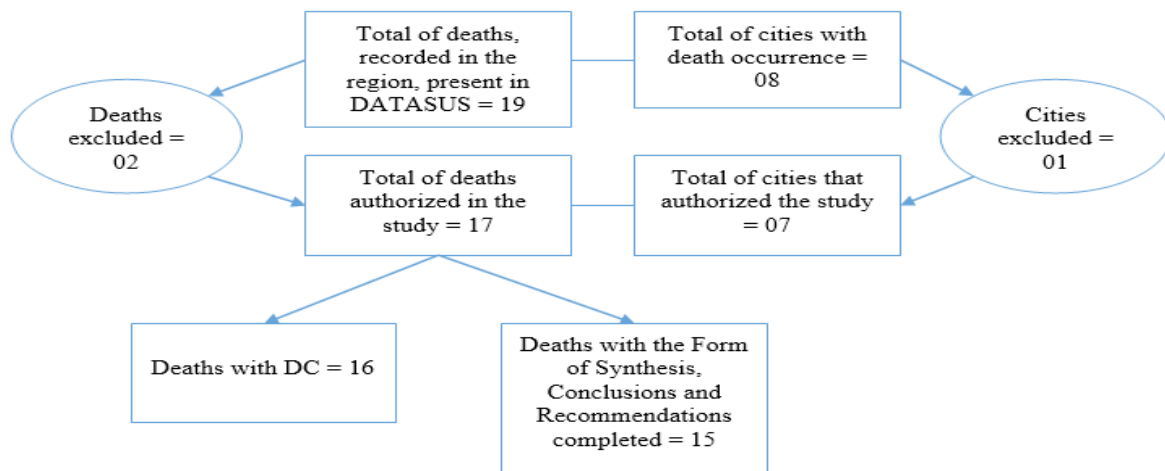 Total of deaths,
recorded in the
region, present in
DATASUS = 19
Total of cities with
death occurrence =
08
Deaths
excluded =
02
Cities
excluded =
01
Total of deaths
authorized in the
study = 17
Total of cities that
authorized the study
= 07
Deaths with DC = 16
Deaths with the Form
of Synthesis,
Conclusions and
Recommendations
completed = 15